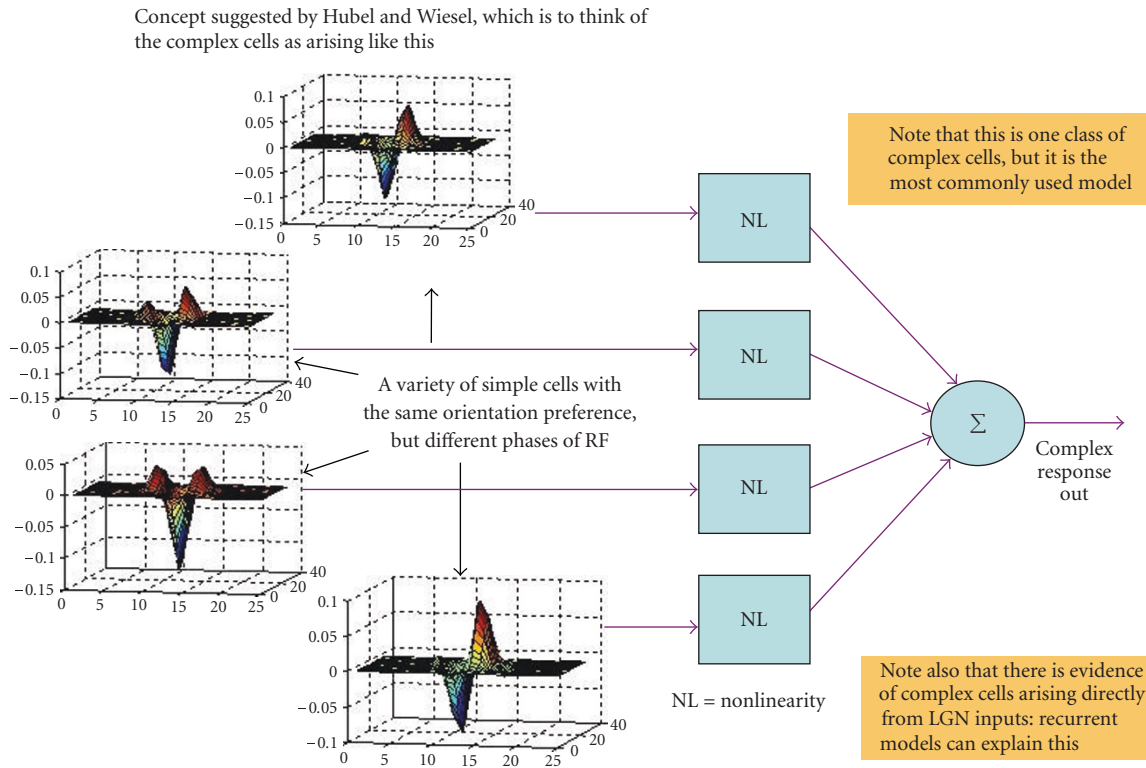 Concept suggested by Hubel and Wiesel, which is to think of
the complex cells as arising like this
0.1
0.05
0
−0.05
−0.1
−0.15
0
5
10
15
20
25
0
20
40
Note that this is one class of
complex cells, but it is the
most commonly used model
NL
0.1
0.05
0
−0.05
−0.1
−0.15
0
5
10
15
20
25
0
20
40
NL
A variety of simple cells with
the same orientation preference,
but different phases of RF
Σ
Complex
response
out
0.05
0
−0.05
−0.1
−0.15
0
5
10
15
20
25
0
20
40
NL
0.1
0.05
0
−0.05
−0.1
0
5
10
15
20
25
0
20
40
NL
NL = nonlinearity
Note also that there is evidence
of complex cells arising directly
from LGN inputs: recurrent
models can explain this